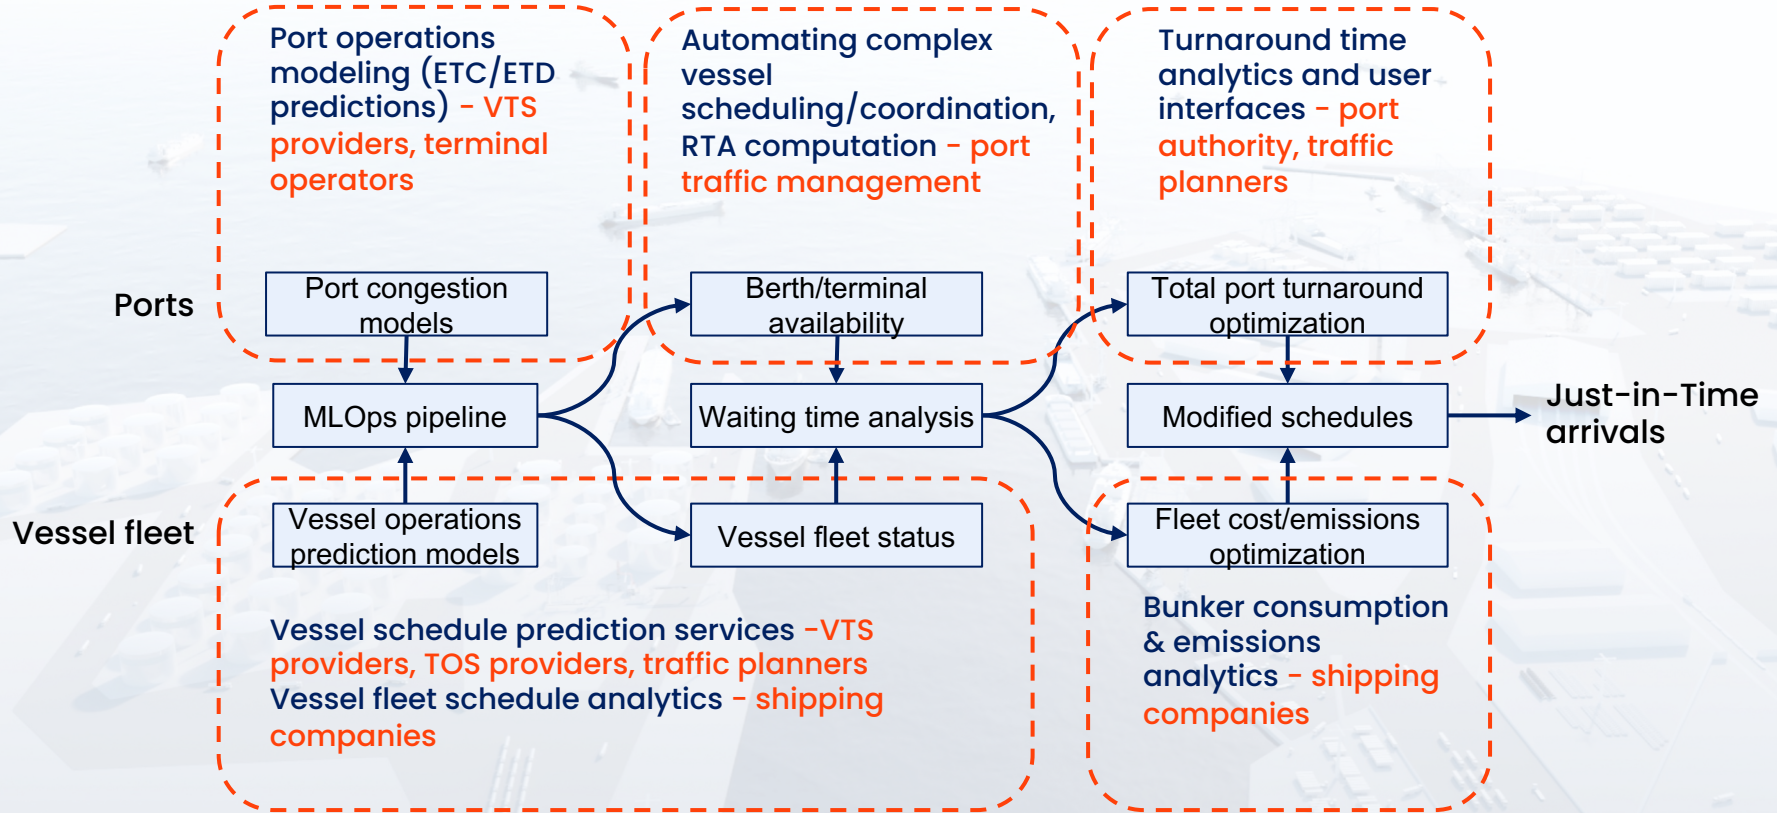 Port operations
modeling (ETC/ETD
predictions) - VTS
providers, terminal
operators
Automating complex
vessel
scheduling/coordination,
RTA computation - port
traffic management
Turnaround time
analytics and user
interfaces - port
authority, traffic
planners
Ports
Port congestion
models
Berth/terminal
availability
Total port turnaround
optimization
MLOps pipeline
Waiting time analysis
Modified schedules
Just-in-Time
arrivals
Vessel fleet
Vessel operations
prediction models
Vessel fleet status
Fleet cost/emissions
optimization
Vessel schedule prediction services -VTS
providers, TOS providers, traffic planners
Vessel fleet schedule analytics - shipping
companies
Bunker consumption
& emissions
analytics - shipping
companies